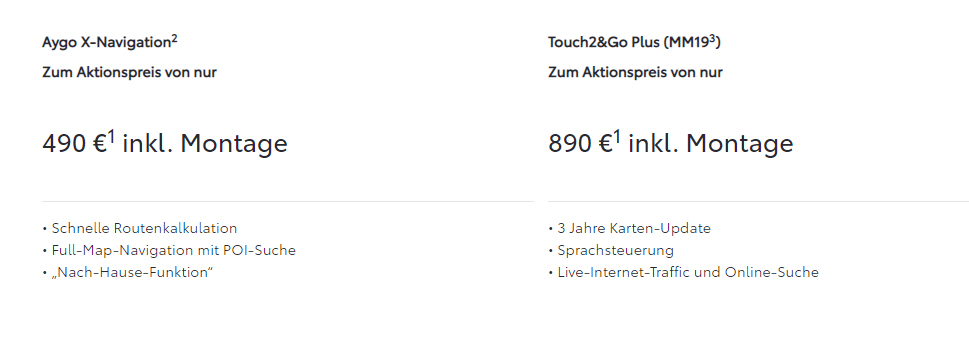 Aygo X-Navigation²
Zum Aktionspreis von nur
490 €¹ inkl. Montage
• Schnelle Routenkalkulation
• Full-Map-Navigation mit POI-Suche
• „Nach-Hause-Funktion“
Touch2&Go Plus (MM19³)
Zum Aktionspreis von nur
890 €¹ inkl. Montage
• 3 Jahre Karten-Update
• Sprachsteuerung
• Live-Internet-Traffic und Online-Suche